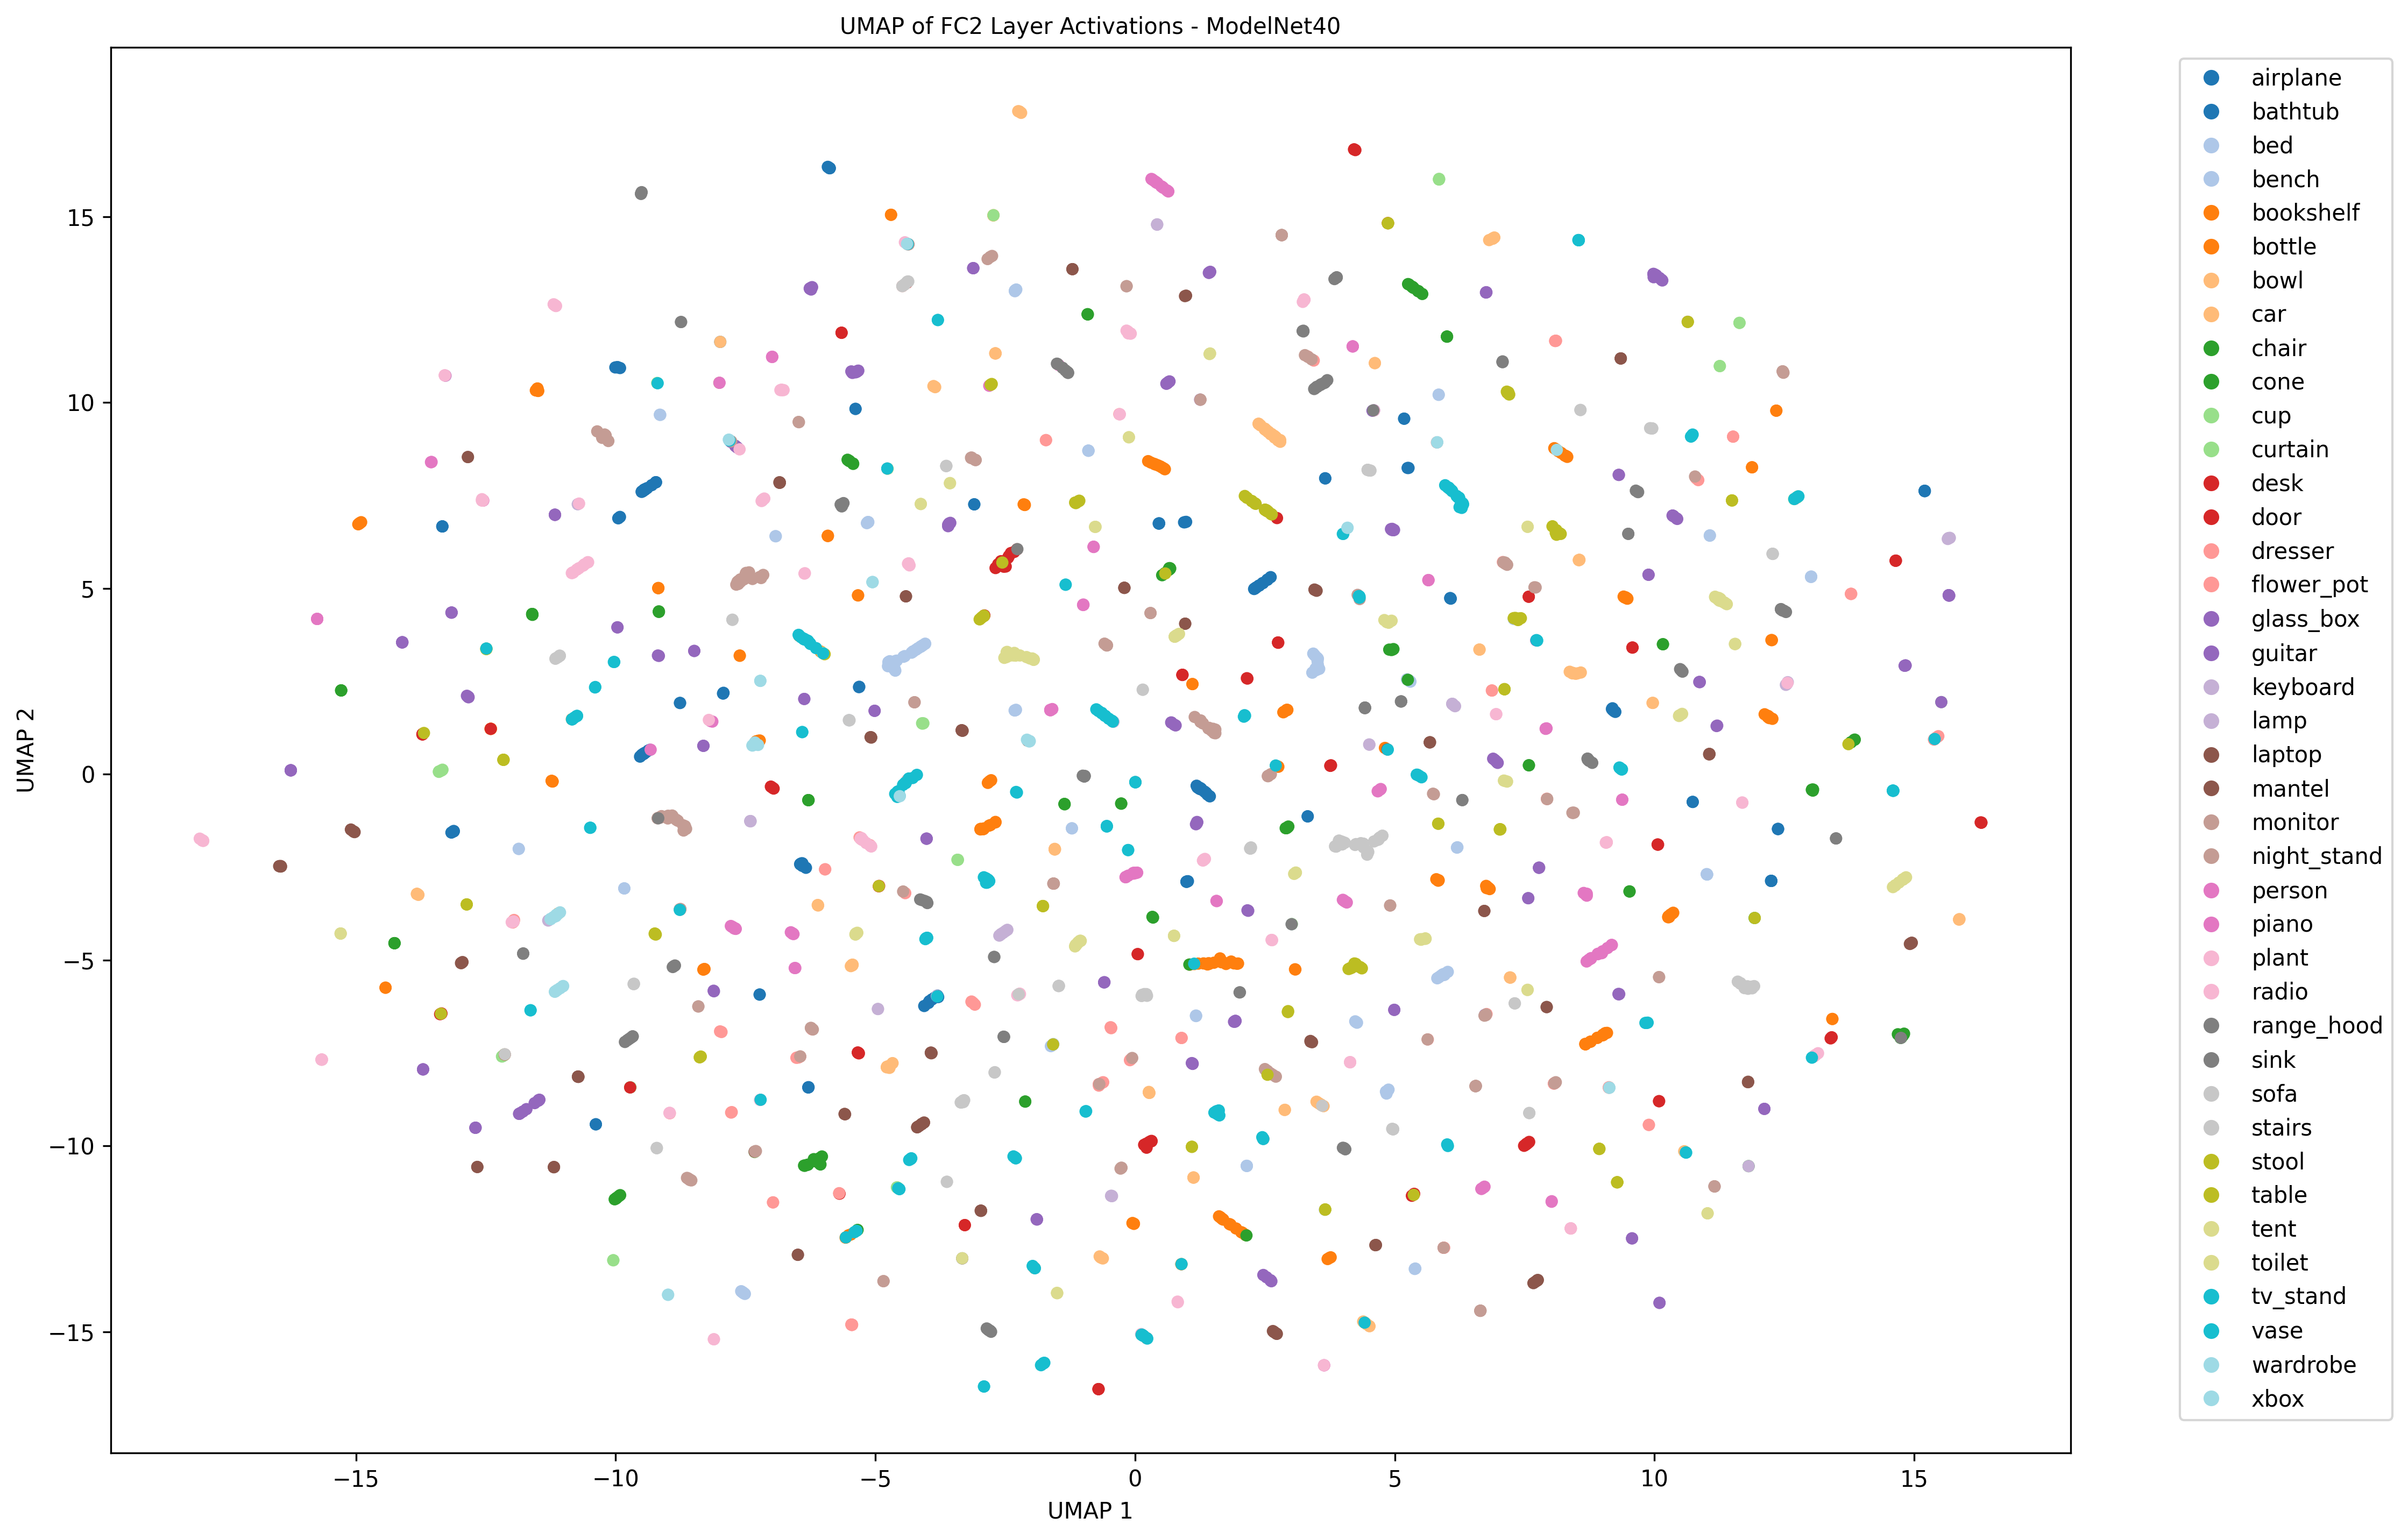 UMAP of FC2 Layer Activations - ModelNet40
UMAP 2
15
10
5
0
−5
−10
−15
−15
−10
−5
0
5
10
15
UMAP 1
airplane
bathtub
bed
bench
bookshelf
bottle
bowl
car
chair
cone
cup
curtain
desk
door
dresser
flower_pot
glass_box
guitar
keyboard
lamp
laptop
mantel
monitor
night_stand
person
piano
plant
radio
range_hood
sink
sofa
stairs
stool
table
tent
toilet
tv_stand
vase
wardrobe
xbox